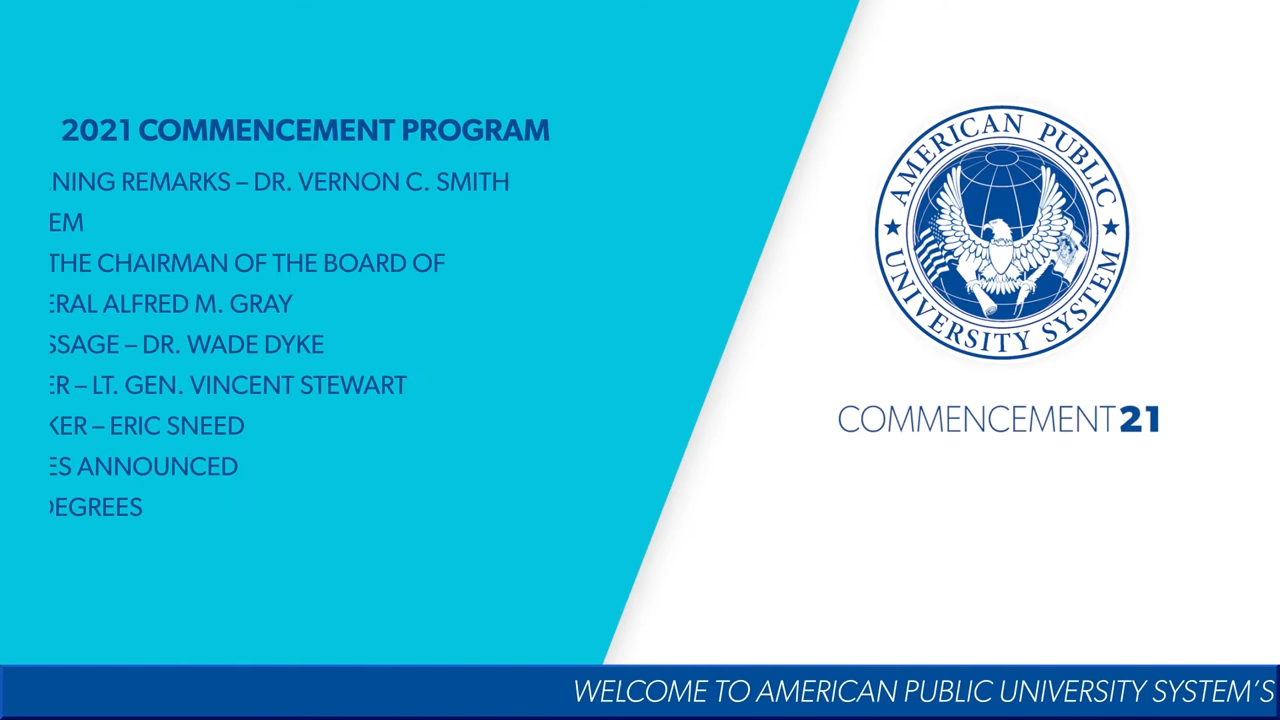 2021 COMMENCEMENT PROGRAM
NING REMARKS – DR. VERNON C. SMITH
EM
THE CHAIRMAN OF THE BOARD OF
ERAL ALFRED M. GRAY
SSAGE – DR. WADE DYKE
ER – LT. GEN. VINCENT STEWART
KER – ERIC SNEED
ES ANNOUNCED
DEGREES
AMERICAN PUBLIC
UNIVERSITY SYSTEM
COMMENCEMENT21
WELCOME TO AMERICAN PUBLIC UNIVERSITY SYSTEM'S